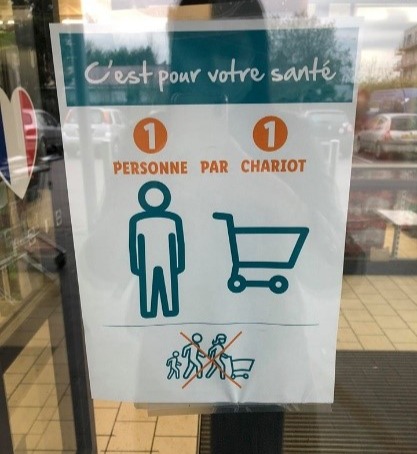 C'est pour votre santé
1 1
PERSONNE PAR CHARIOT